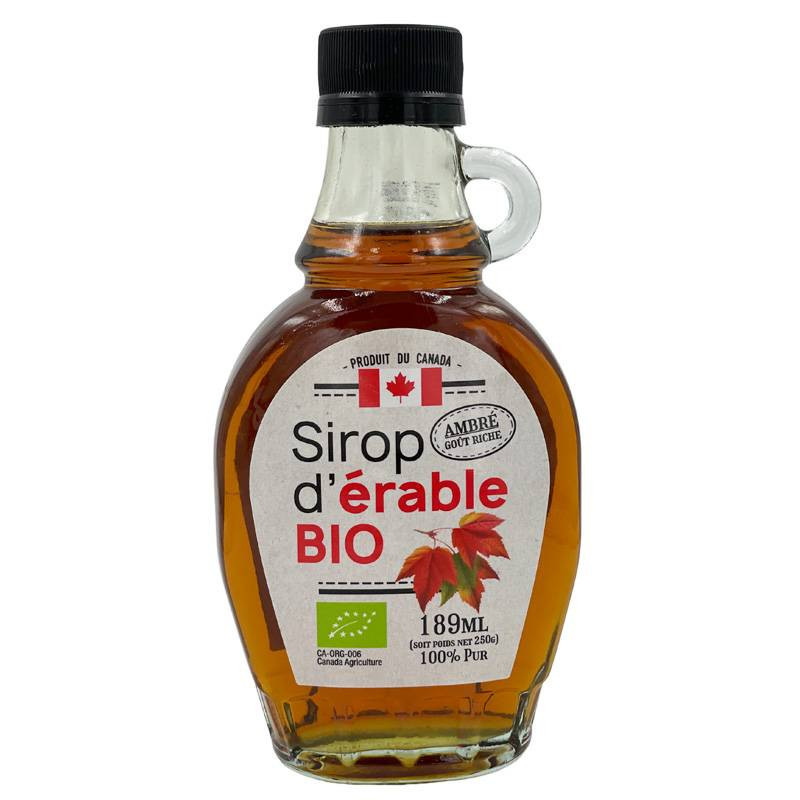 - PRODUIT DU CANADA -
Sirop
AMBRÉ
GOÛT RICHE
d'érable
BIO
189ML
(SOIT POIDS NET 250G)
100% PUR
CA-ORG-006
Canada Agriculture